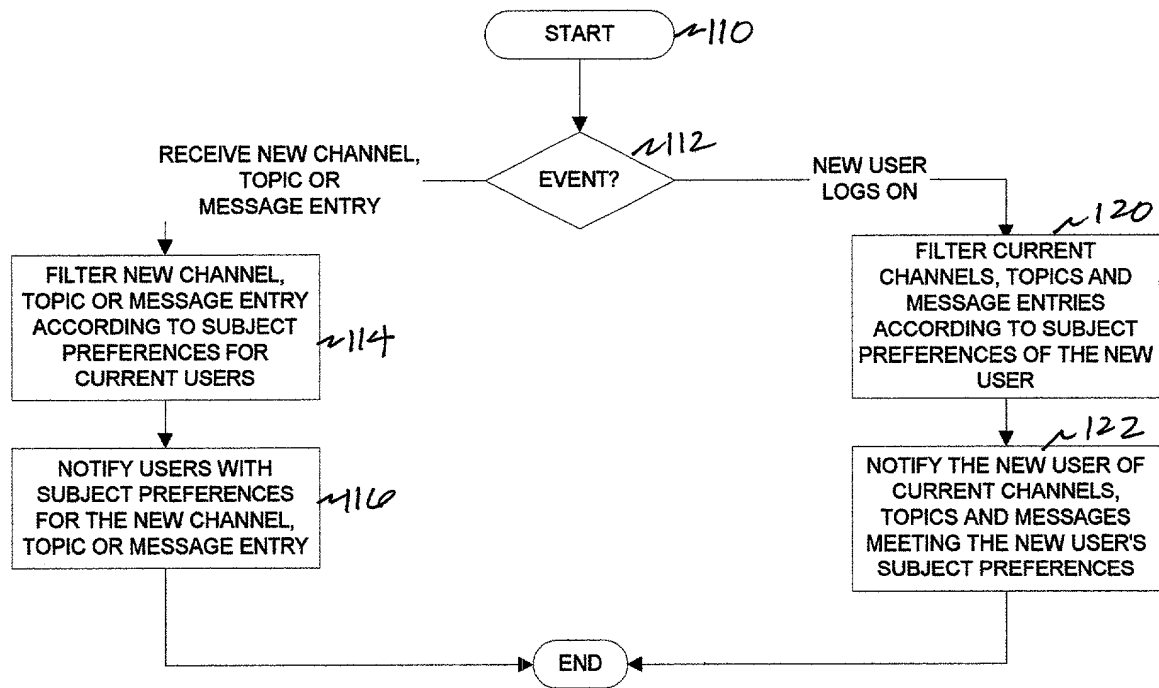 START
110
112
EVENT?
RECEIVE NEW CHANNEL,
TOPIC OR
MESSAGE ENTRY
NEW USER
LOGS ON
FILTER NEW CHANNEL,
TOPIC OR MESSAGE ENTRY
ACCORDING TO SUBJECT
PREFERENCES FOR
CURRENT USERS
114
120
FILTER CURRENT
CHANNELS, TOPICS AND
MESSAGE ENTRIES
ACCORDING TO SUBJECT
PREFERENCES OF THE NEW
USER
NOTIFY USERS WITH
SUBJECT PREFERENCES
FOR THE NEW CHANNEL,
TOPIC OR MESSAGE ENTRY
116
122
NOTIFY THE NEW USER OF
CURRENT CHANNELS,
TOPICS AND MESSAGES
MEETING THE NEW USER'S
SUBJECT PREFERENCES
END